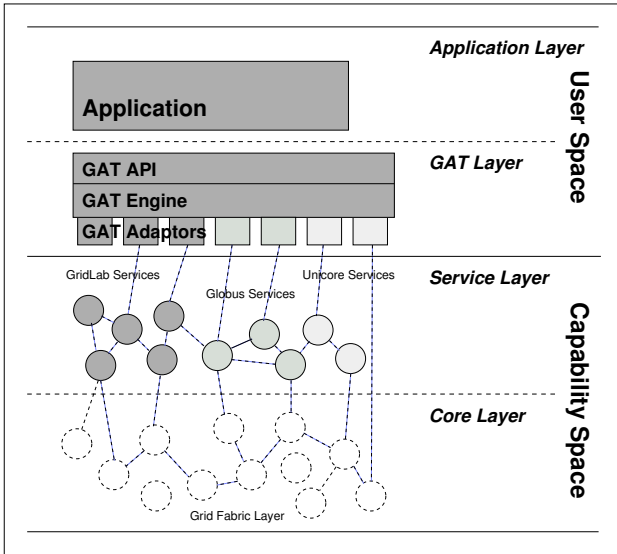 Application Layer
Application
User Space
GAT API
GAT Layer
GAT Engine
GAT Adaptors
GridLab Services
Globus Services
Unicore Services
Service Layer
Capability Space
Core Layer
Grid Fabric Layer